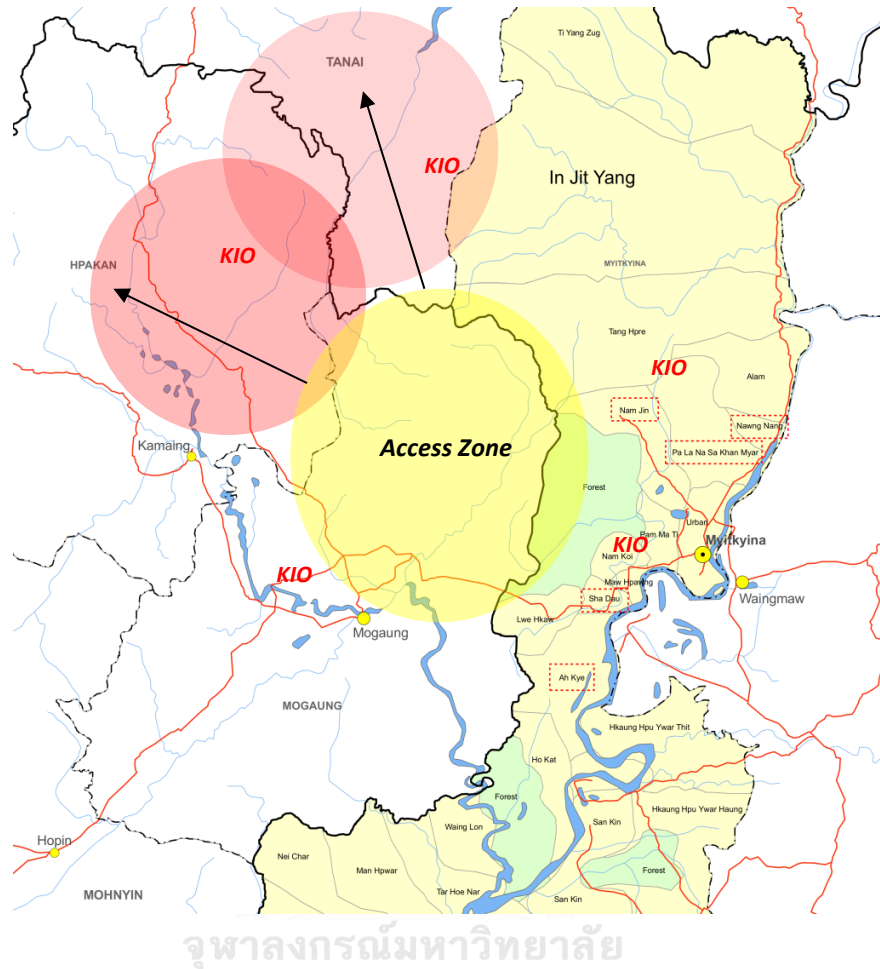 Ti Yang Zug
TANAI
KIO
In Jit Yang
KIO
HPAKAN
MYITKYINA
Tang Hpre
KIO
Alam
Nam Jin
Nawng Nang
Kamaing
Access Zone
Pa La Na Sa Khan Myar
Forest
Urban
Pam Ma Ti
KIO
Myitkyina
Nam Koi
KIO
Maw Hpawng
Waingmaw
Sha Dau
Lwe Hkaw
Mogaung
Ah Kye
MOGAUNG
Hkaung Hpu Ywar Thit
Ho Kat
Forest
Hkaung Hpu Ywar Haung
San Kin
Waing Lon
Hopin
Nei Char
Man Hpwar
Forest
MOHNYIN
Tar Hoe Nar
San Kin
จุฬาลงกรณ์มหาวิทยาลัย